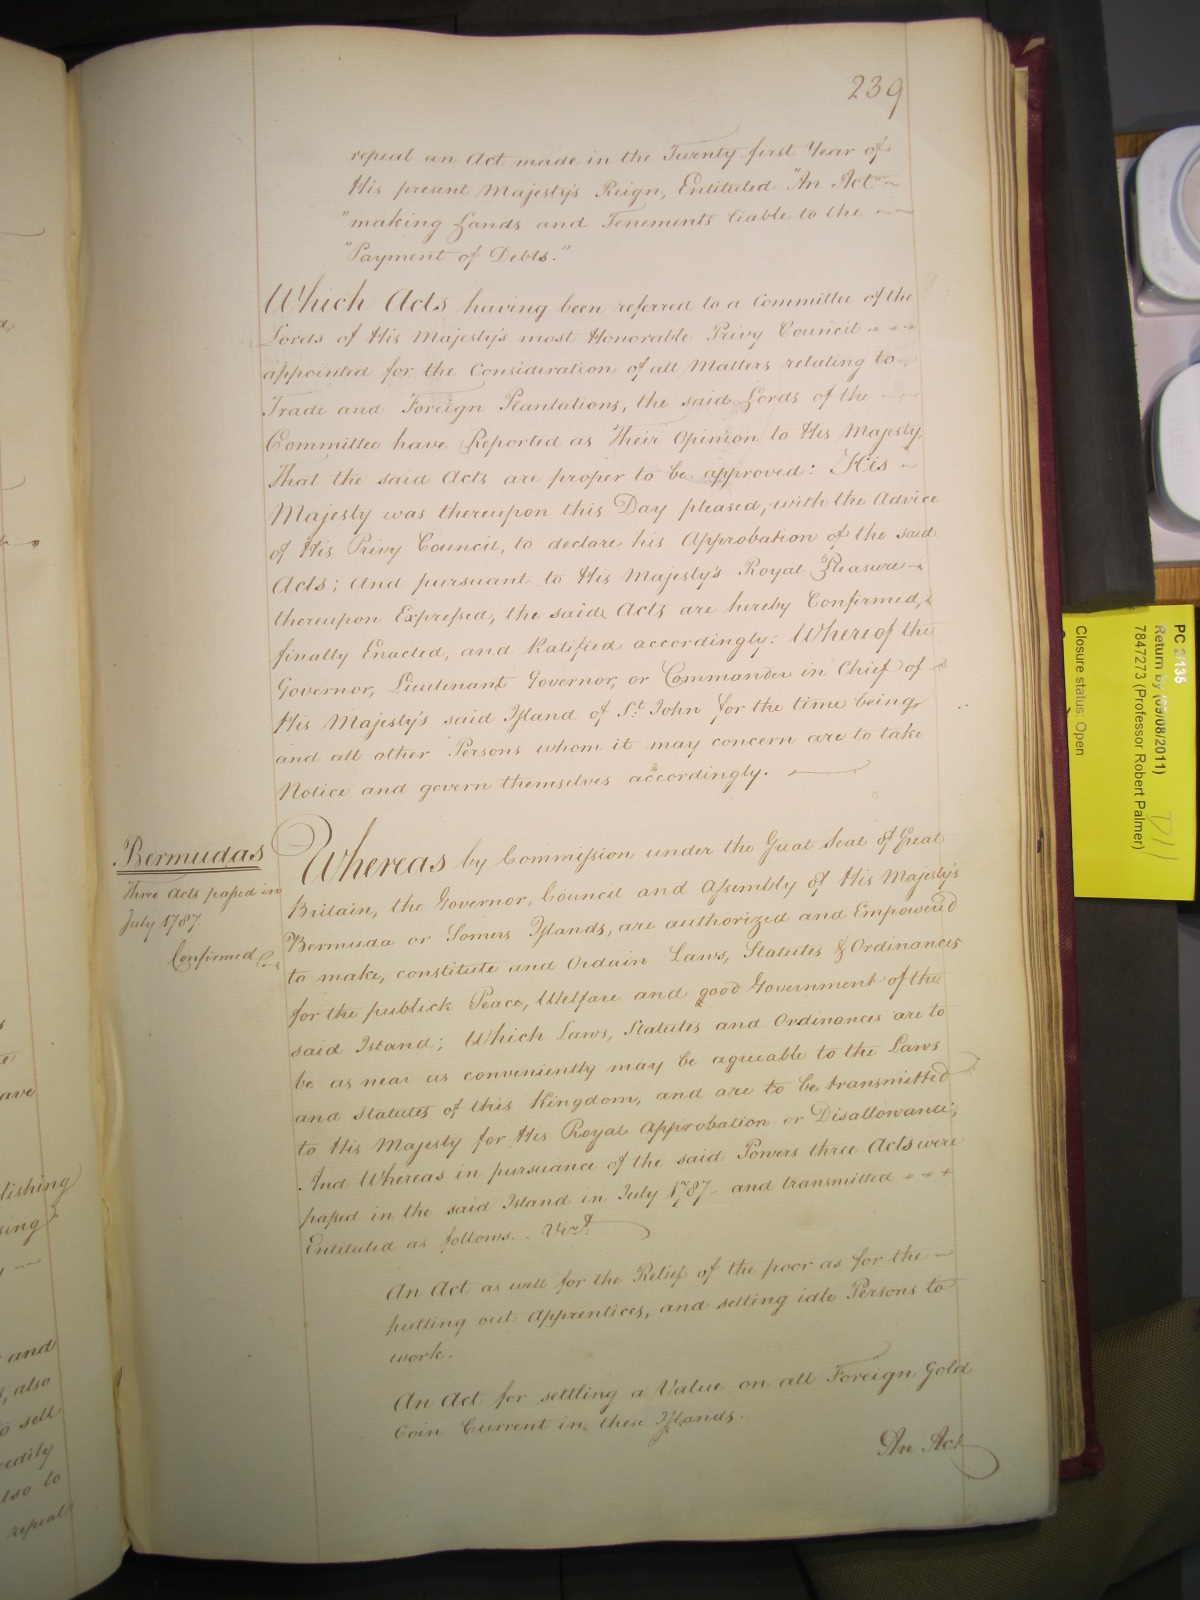 239
repeal an Act made in the Twenty first Year of
His present Majesty's Reign, Entituled "An Act
"making Lands and Tenements liable to the
"Payment of Debts."
Which Acts having been referred to a Committee of the
Lords of His Majesty's most Honorable Privy Council
appointed for the Consideration of all Matters relating to
Trade and Foreign Plantations, the said Lords of the
Committee have Reported as Their Opinion to His Majesty
That the said Acts are proper to be approved: His
Majesty was thereupon this Day pleased, with the Advice
of His Privy Council, to declare his Approbation of the said
Acts; And pursuant to His Majesty's Royal Pleasure
thereupon Expressed, the said Acts are hereby Confirmed,
finally Enacted, and Ratified accordingly: Whereof the
Governor, Lieutenant Governor, or Commander in Chief of
His Majesty's said Island of St. John for the time being,
and all other Persons whom it may concern are to take
Notice and govern themselves accordingly.
Bermudas
Three Acts passed in
July 1787.
Confirmed
Whereas by Commission under the Great Seal of Great
Britain, the Governor, Council and Assembly of His Majesty's
Bermuda or Somers Islands, are authorized and Empowered
to make, constitute and Ordain Laws, Statutes & Ordinances
for the publick Peace, Welfare and good Government of the
said Island; Which Laws, Statutes and Ordinances are to
be as near as conveniently may be agreeable to the Laws
and Statutes of this Kingdom, and are to be transmitted
to His Majesty for His Royal Approbation or Disallowance;
And Whereas in pursuance of the said Powers three Acts were
passed in the said Island in July 1787 and transmitted
Entituled as follows. Vizt.
An Act as well for the Relief of the poor as for the
putting out Apprentices, and setting idle Persons to
work.
An Act for settling a Value on all Foreign Gold
Coin Current in these Islands.
An Act
lishing
sing
ave
and
, also
to sell
edily
lso to
repeal
PC 2/135
Return by (09/08/2011)
7847273 (Professor Robert Palmer)
Closure status: Open